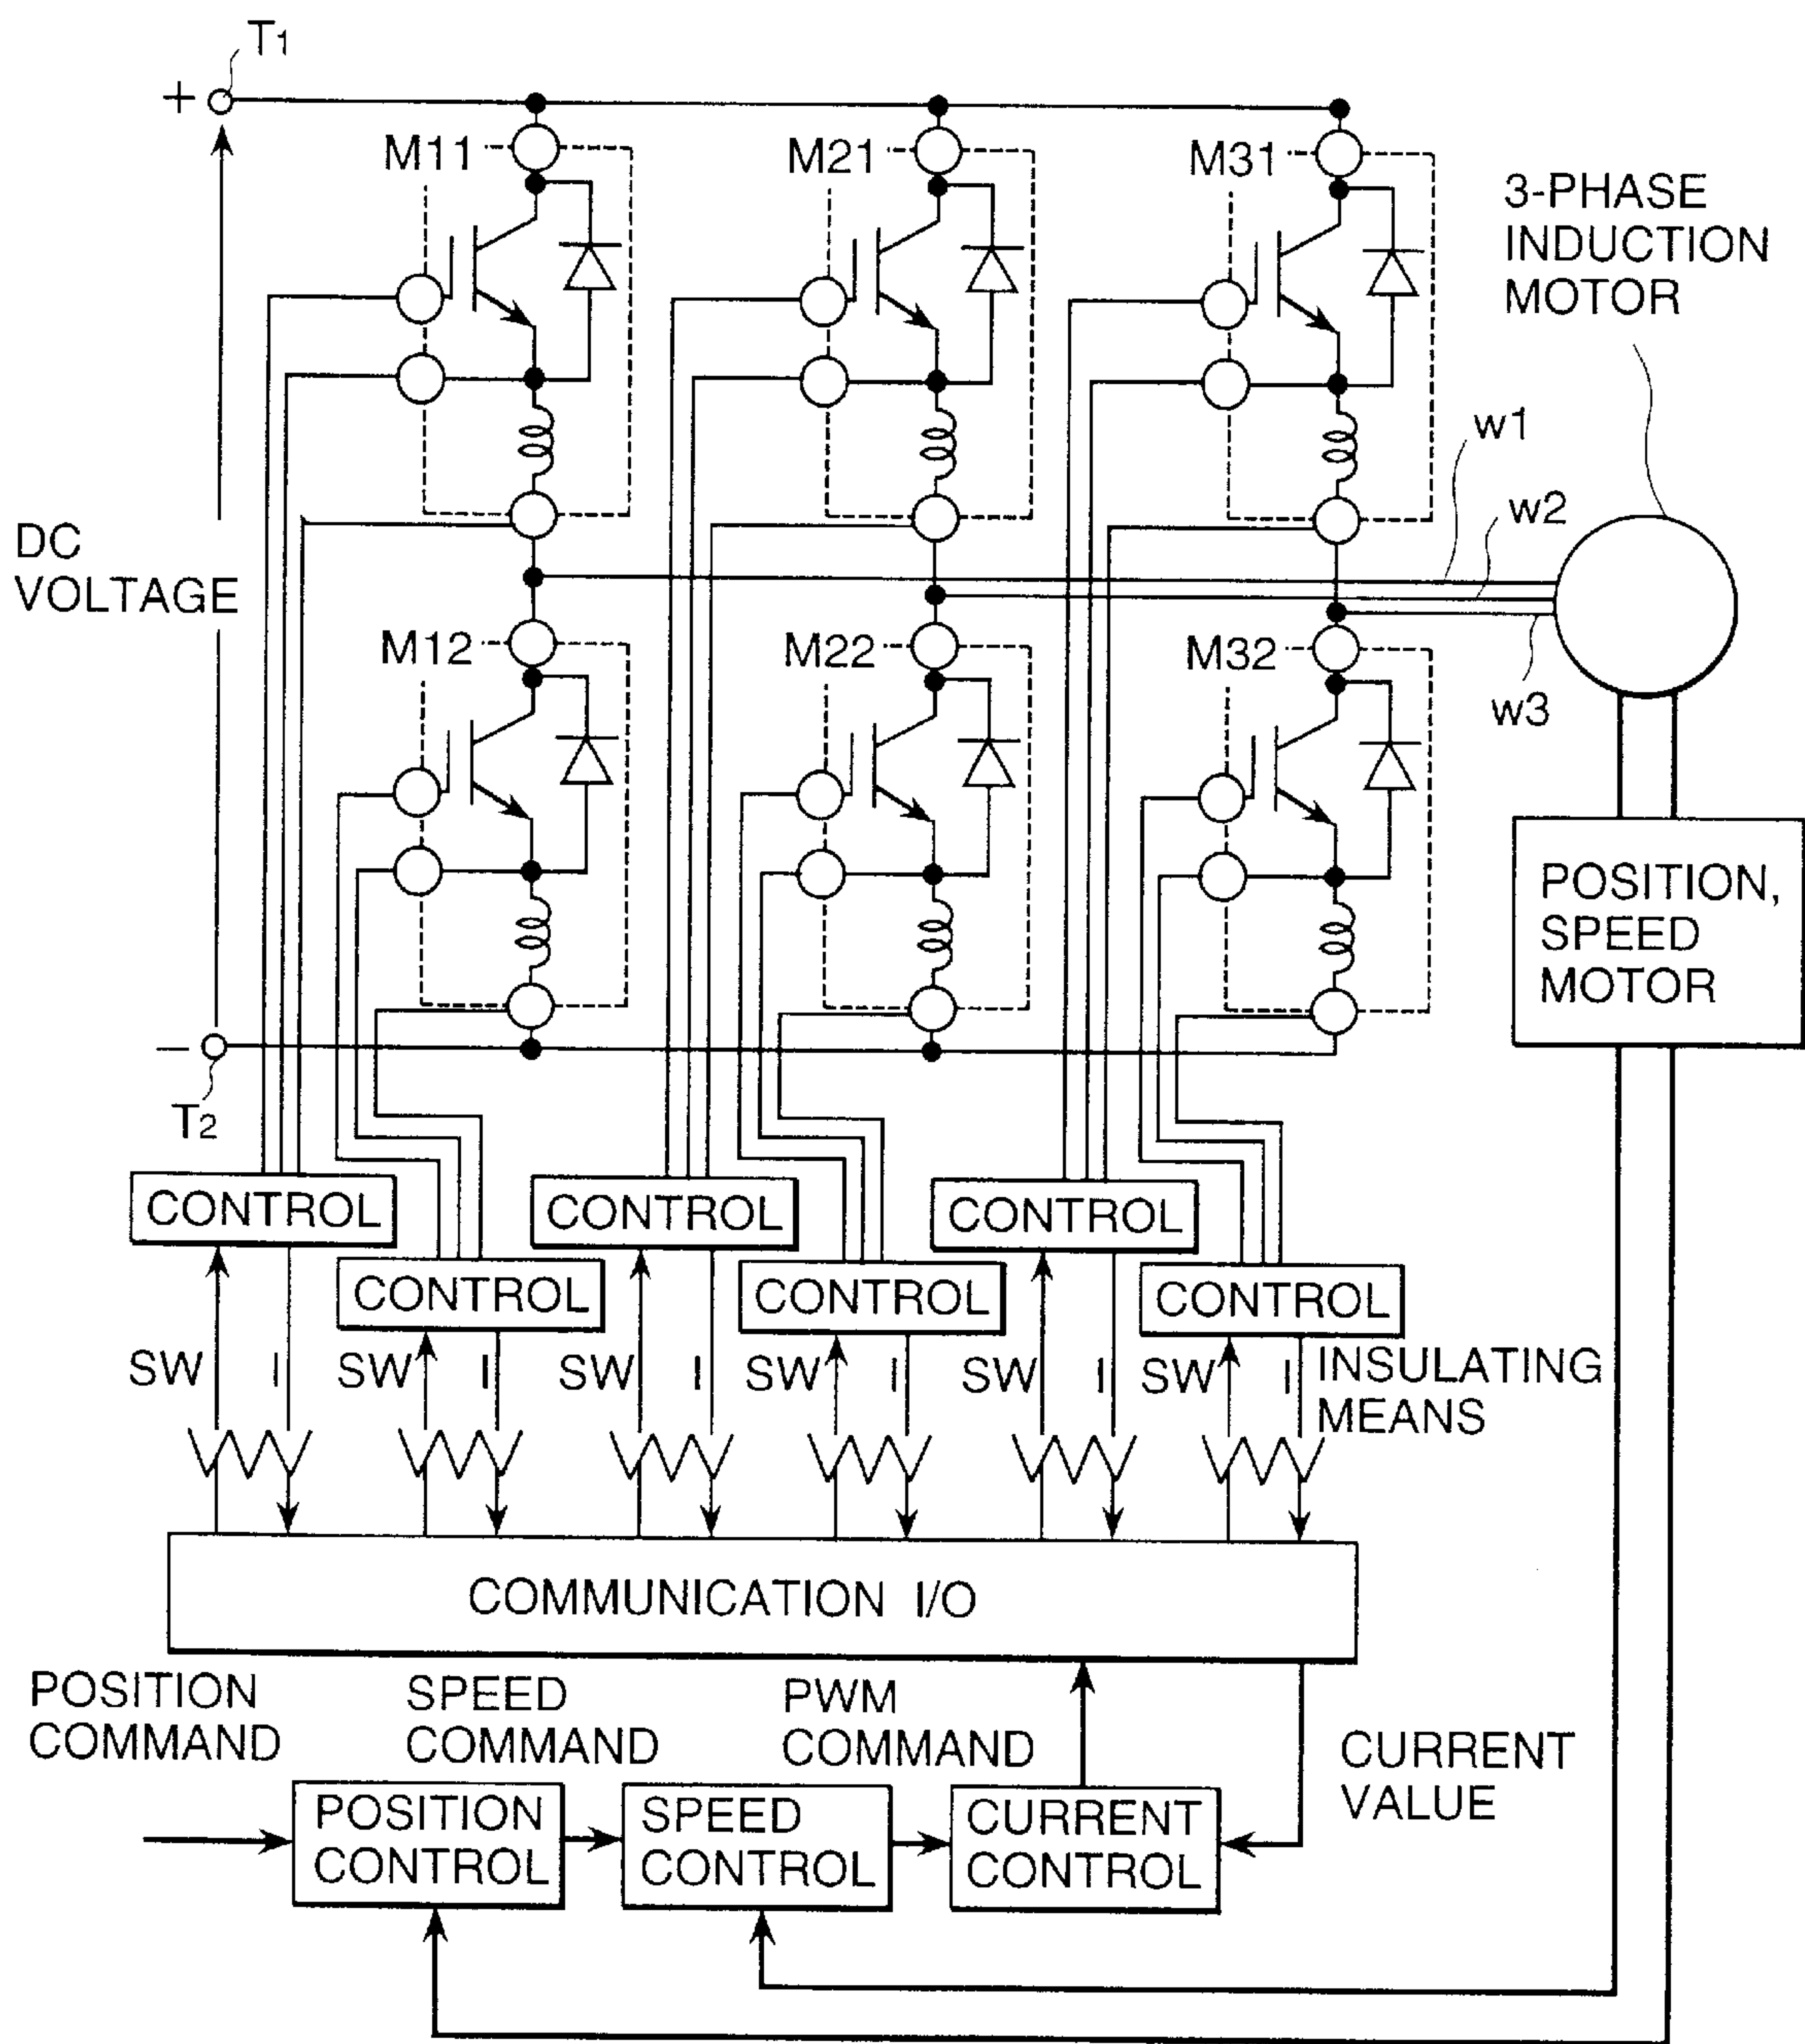 T1
+
M11
M21
M31
3-PHASE
INDUCTION
MOTOR
w1
w2
DC
VOLTAGE
M12
M22
M32
w3
POSITION,
SPEED
MOTOR
−
T2
CONTROL
CONTROL
CONTROL
CONTROL
CONTROL
CONTROL
SW I
SW I
SW I
SW I
SW I
SW I
INSULATING
MEANS
COMMUNICATION I/O
POSITION
COMMAND
SPEED
COMMAND
PWM
COMMAND
CURRENT
VALUE
POSITION
CONTROL
SPEED
CONTROL
CURRENT
CONTROL